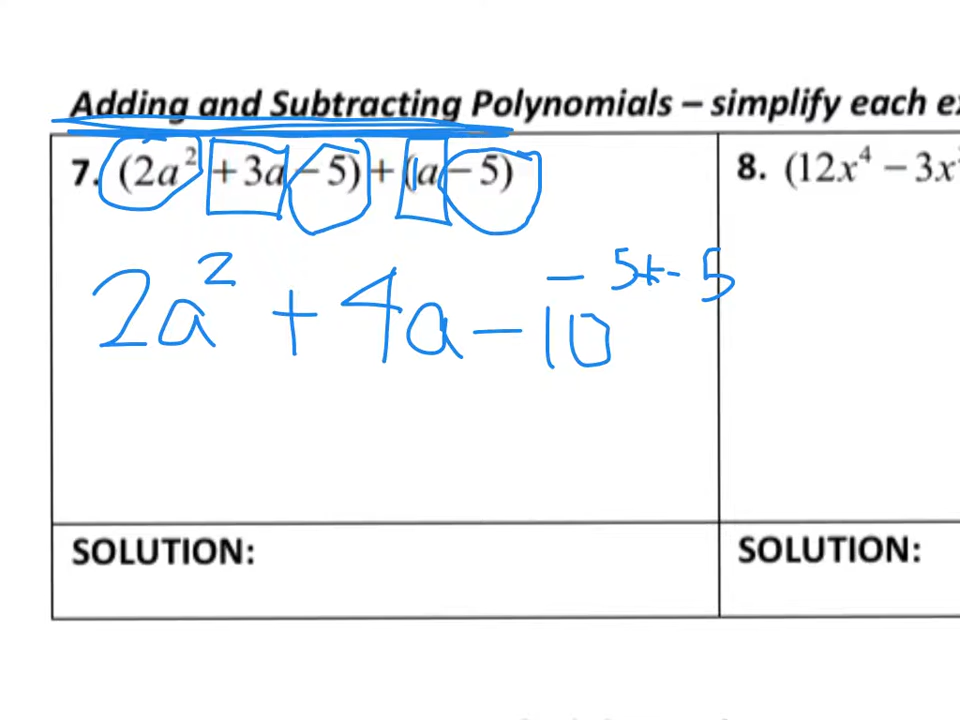 Adding and Subtracting Polynomials – simplify each
7. (2a² + 3a – 5) + (1a – 5)
8. (12x⁴ – 3x
– 5 + – 5
2a² + 4a – 10
SOLUTION:
SOLUTION: